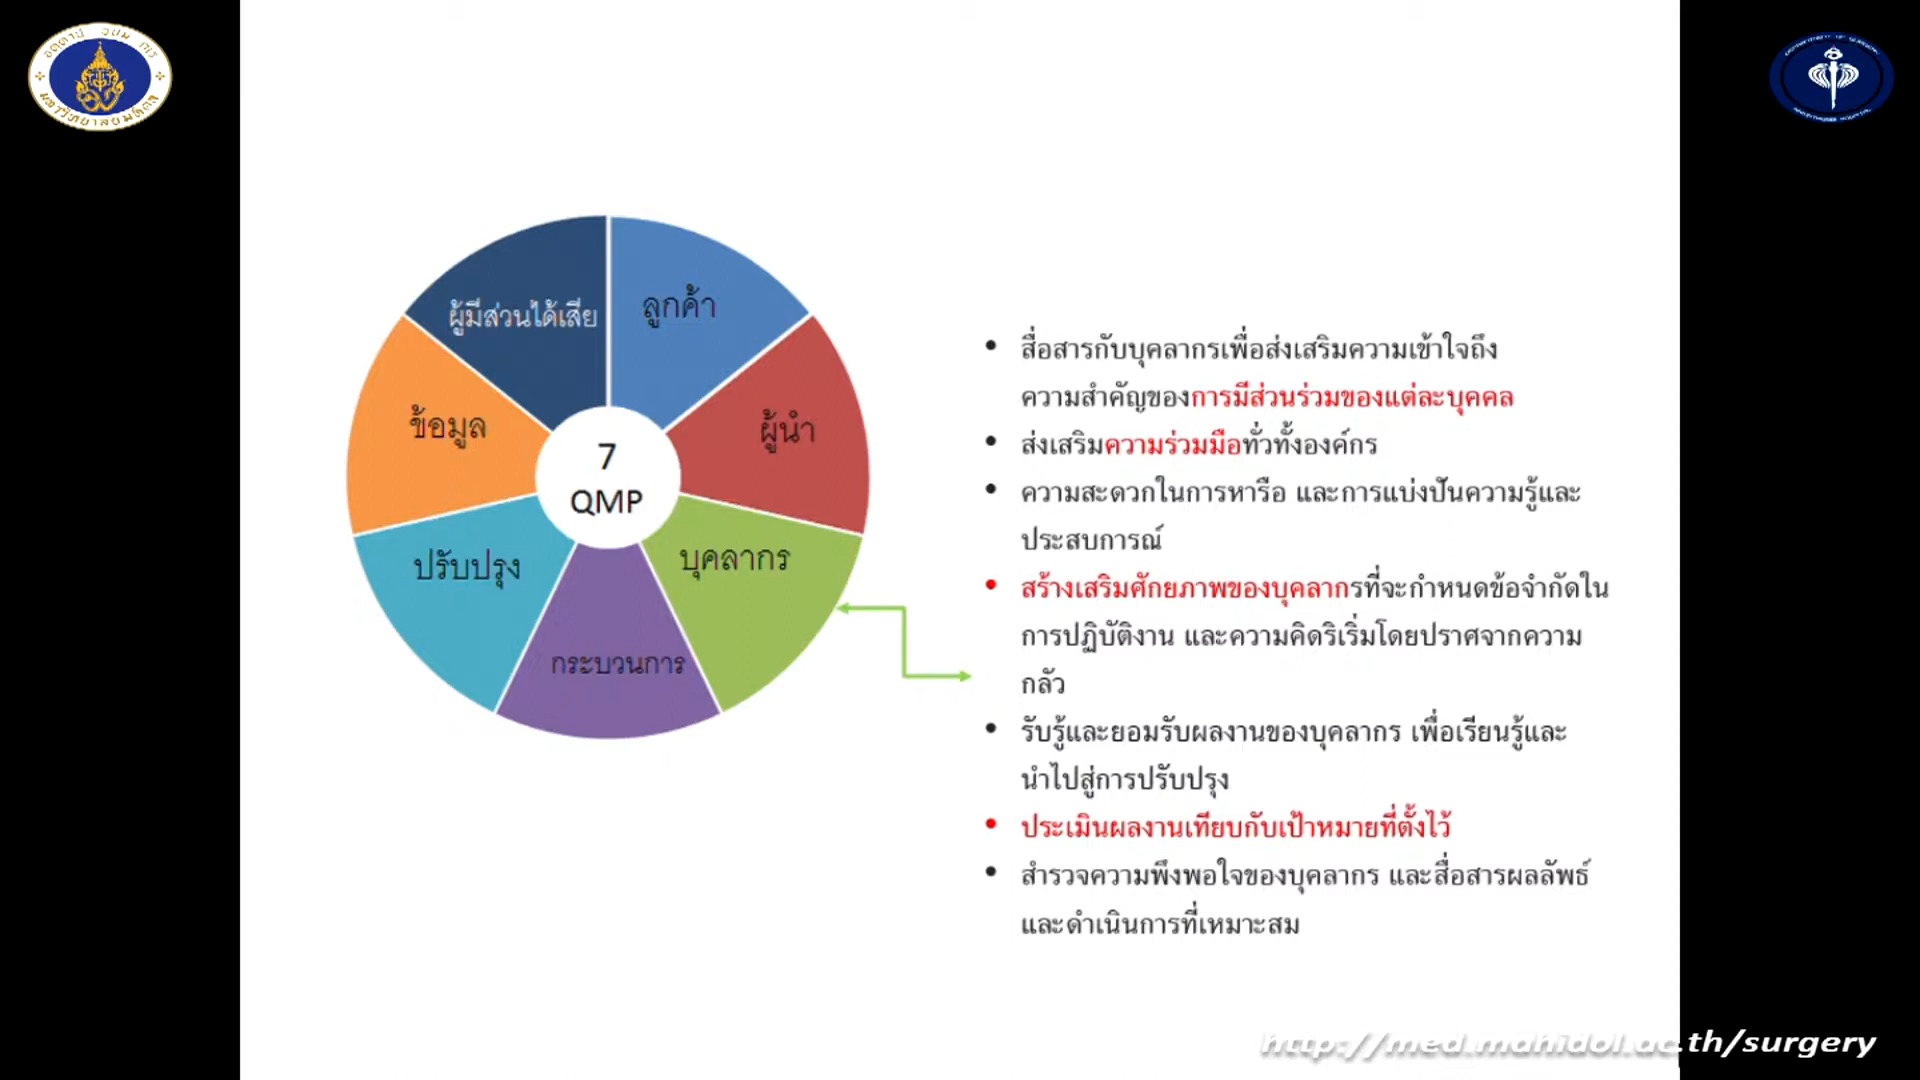 ผู้มีส่วนได้เสีย
ลูกค้า
ข้อมูล
ผู้นำ
7
QMP
ปรับปรุง
บุคลากร
กระบวนการ
• สื่อสารกับบุคลากรเพื่อส่งเสริมความเข้าใจถึง
ความสำคัญของการมีส่วนร่วมของแต่ละบุคคล
• ส่งเสริมความร่วมมือทั่วทั้งองค์กร
• ความสะดวกในการหารือ และการแบ่งปันความรู้และ
ประสบการณ์
• สร้างเสริมศักยภาพของบุคลากรที่จะกำหนดข้อจำกัดใน
การปฏิบัติงาน และความคิดริเริ่มโดยปราศจากความ
กลัว
• รับรู้และยอมรับผลงานของบุคลากร เพื่อเรียนรู้และ
นำไปสู่การปรับปรุง
• ประเมินผลงานเทียบกับเป้าหมายที่ตั้งไว้
• สำรวจความพึงพอใจของบุคลากร และสื่อสารผลลัพธ์
และดำเนินการที่เหมาะสม
http://med.mahidol.ac.th/surgery